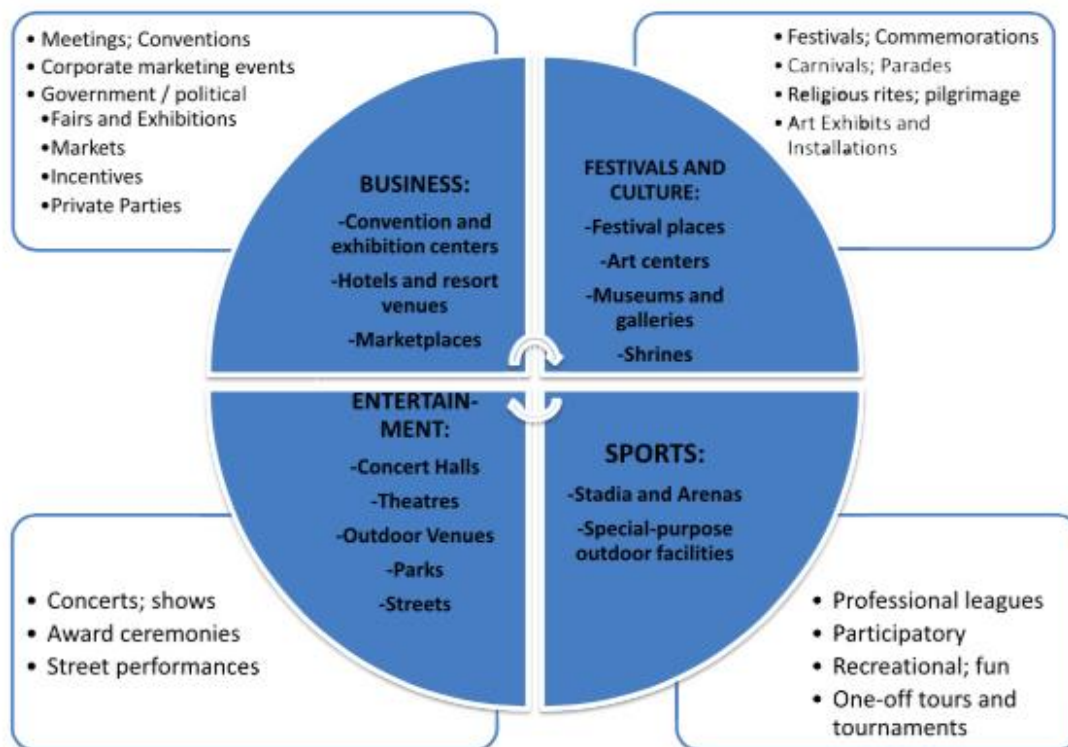 • Meetings; Conventions
• Corporate marketing events
• Government / political
•Fairs and Exhibitions
•Markets
•Incentives
•Private Parties
• Festivals; Commemorations
• Carnivals; Parades
• Religious rites; pilgrimage
• Art Exhibits and
Installations
BUSINESS:
-Convention and
exhibition centers
-Hotels and resort
venues
-Marketplaces
FESTIVALS AND
CULTURE:
-Festival places
-Art centers
-Museums and
galleries
-Shrines
ENTERTAIN-
MENT:
-Concert Halls
-Theatres
-Outdoor Venues
-Parks
-Streets
SPORTS:
-Stadia and Arenas
-Special-purpose
outdoor facilities
• Concerts; shows
• Award ceremonies
• Street performances
• Professional leagues
• Participatory
• Recreational; fun
• One-off tours and
tournaments